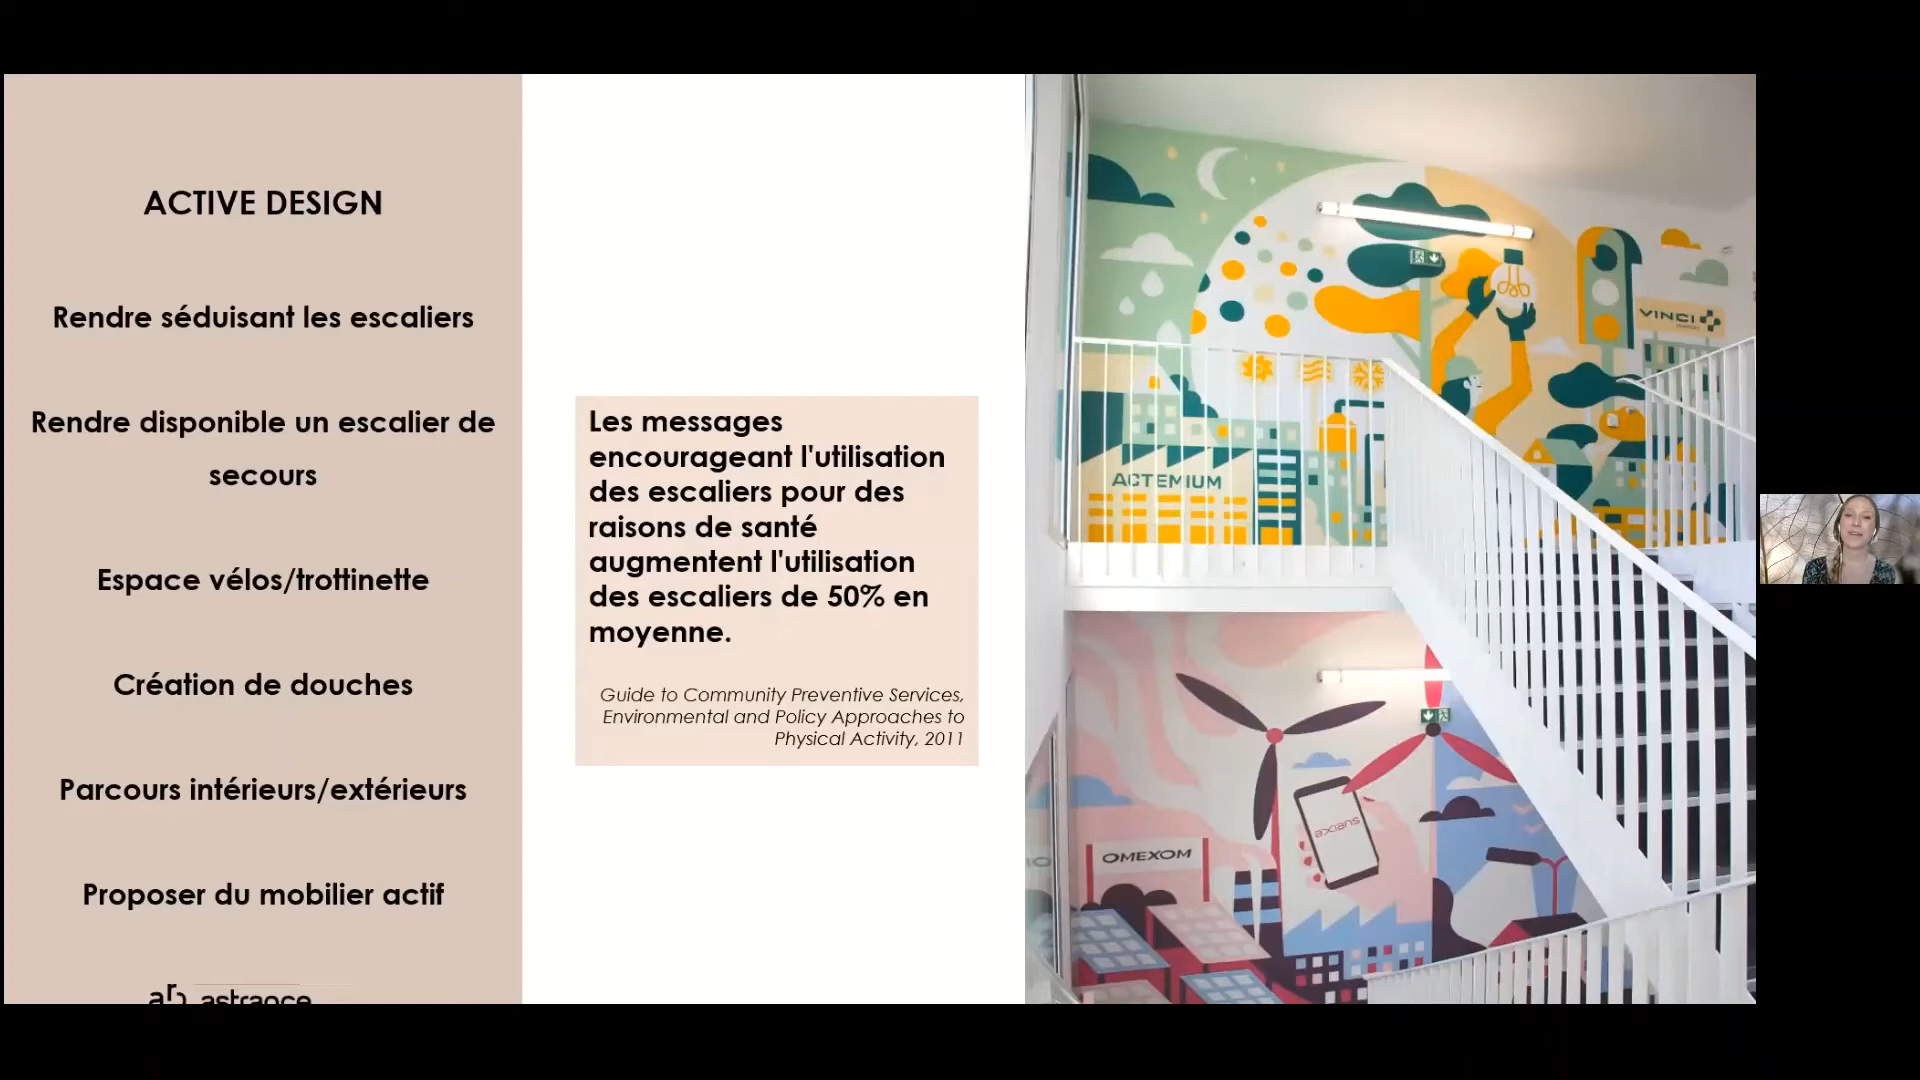 ACTIVE DESIGN
Rendre séduisant les escaliers
Rendre disponible un escalier de
secours
Espace vélos/trottinette
Création de douches
Parcours intérieurs/extérieurs
Proposer du mobilier actif
astrance
Les messages
encourageant l'utilisation
des escaliers pour des
raisons de santé
augmentent l'utilisation
des escaliers de 50% en
moyenne.
Guide to Community Preventive Services,
Environmental and Policy Approaches to
Physical Activity, 2011
VINCI
ACTEMIUM
axians
OMEXOM